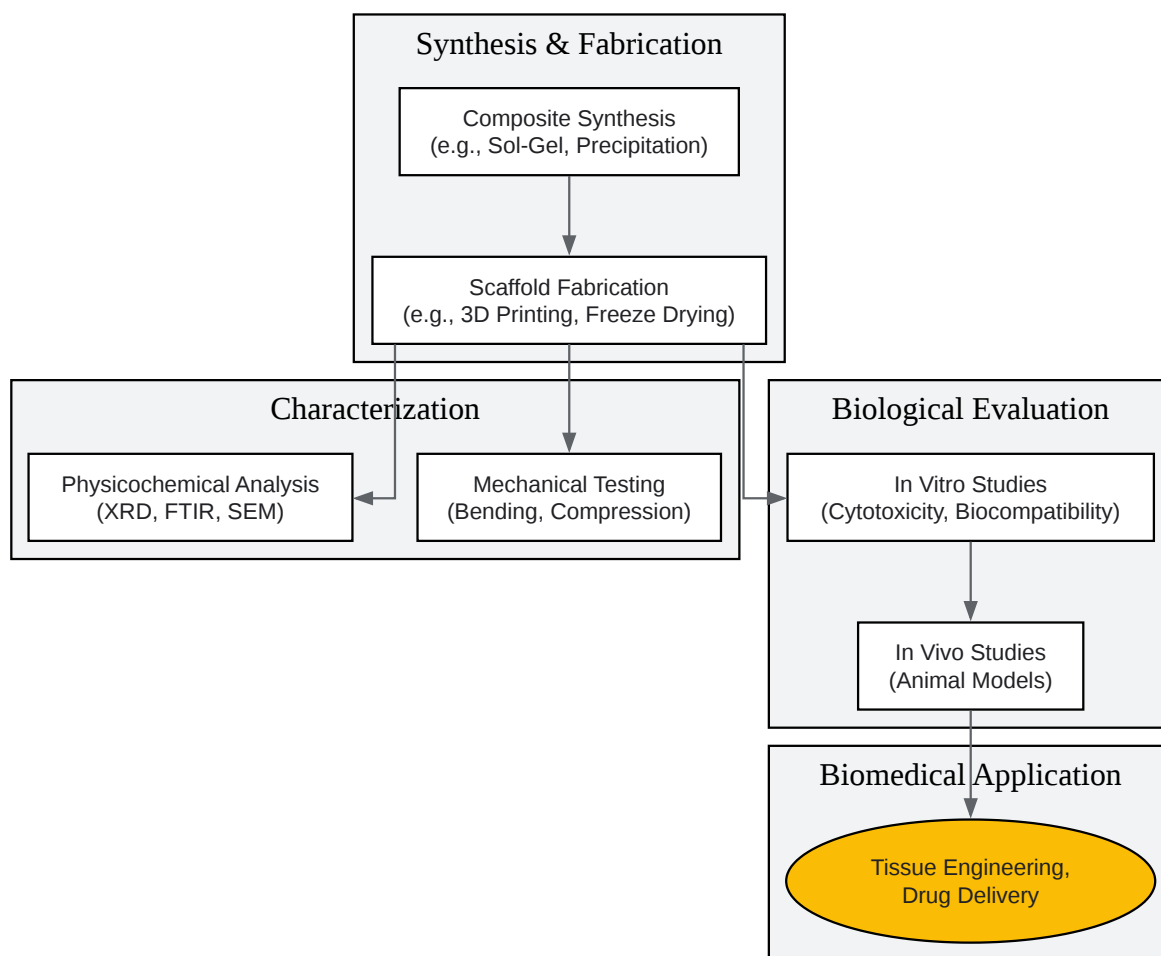 Synthesis & Fabrication
Composite Synthesis
(e.g., Sol-Gel, Precipitation)
Scaffold Fabrication
(e.g., 3D Printing, Freeze Drying)
Characterization
Physicochemical Analysis
(XRD, FTIR, SEM)
Mechanical Testing
(Bending, Compression)
Biological Evaluation
In Vitro Studies
(Cytotoxicity, Biocompatibility)
In Vivo Studies
(Animal Models)
Biomedical Application
Tissue Engineering,
Drug Delivery